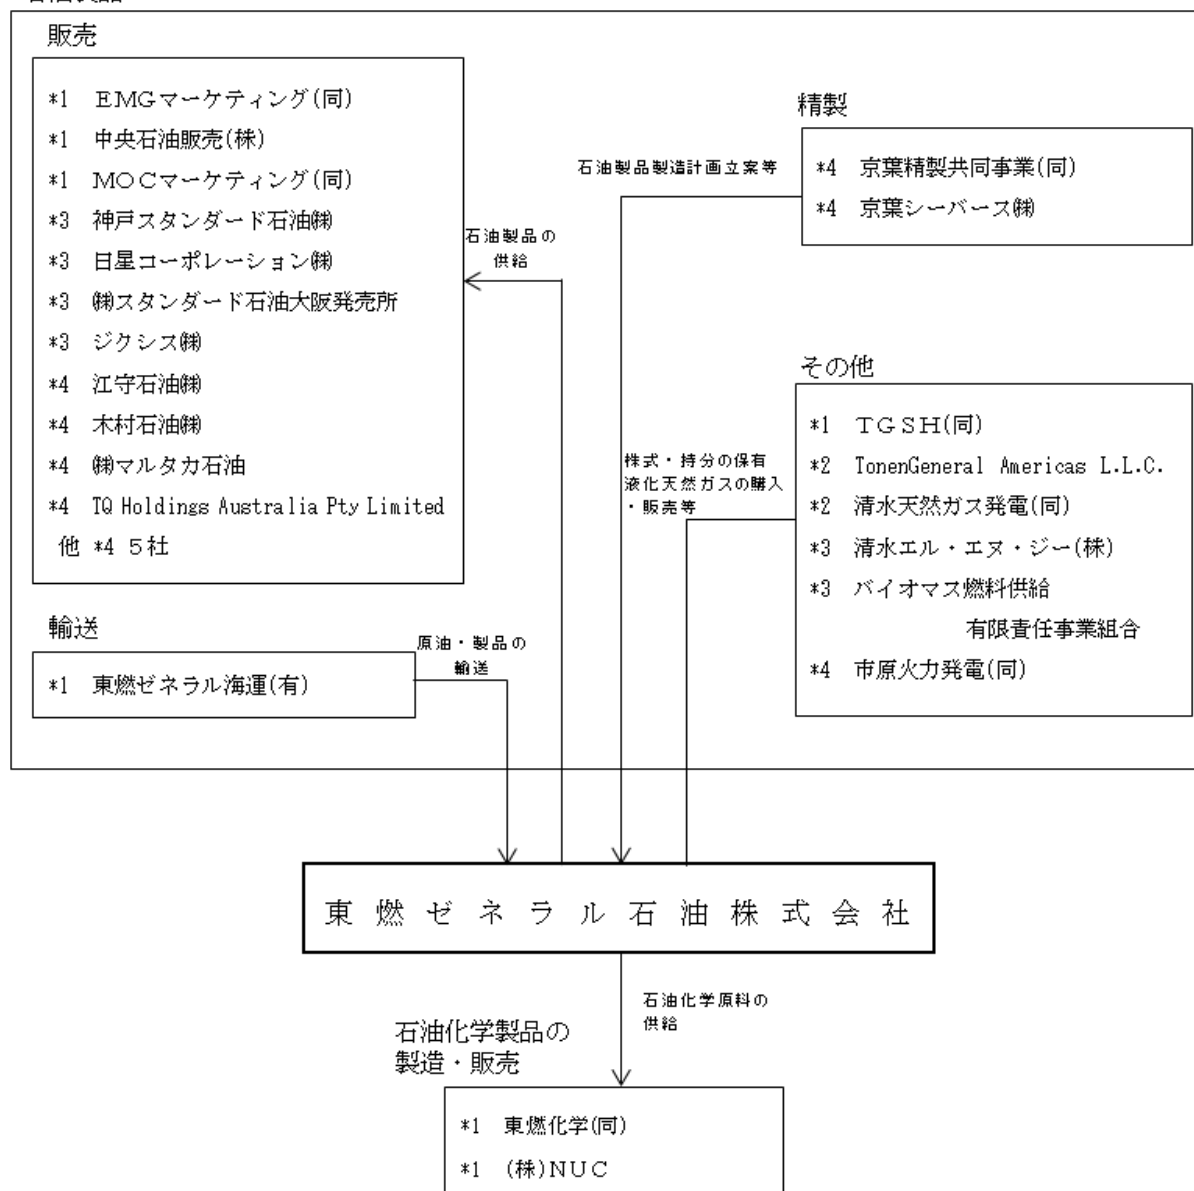 販売
*1 EMGマーケティング(同)
*1 中央石油販売(株)
*1 MOCマーケティング(同)
*3 神戸スタンダード石油㈱
*3 日星コーポレーション㈱
*3 ㈱スタンダード石油大阪発売所
*3 ジクシス㈱
*4 江守石油㈱
*4 木村石油㈱
*4 ㈱マルタカ石油
*4 TQ Holdings Australia Pty Limited
他 *4 5社
石油製品の
供給
輸送
*1 東燃ゼネラル海運(有)
原油・製品の
輸送
精製
*4 京葉精製共同事業(同)
*4 京葉シーバース㈱
石油製品製造計画立案等
その他
*1 TGSH(同)
*2 TonenGeneral Americas L.L.C.
*2 清水天然ガス発電(同)
*3 清水エル・エヌ・ジー(株)
*3 バイオマス燃料供給
有限責任事業組合
*4 市原火力発電(同)
株式・持分の保有
液化天然ガスの購入
・販売等
東燃ゼネラル石油株式会社
石油化学原料の
供給
石油化学製品の
製造・販売
*1 東燃化学(同)
*1 (株)NUC